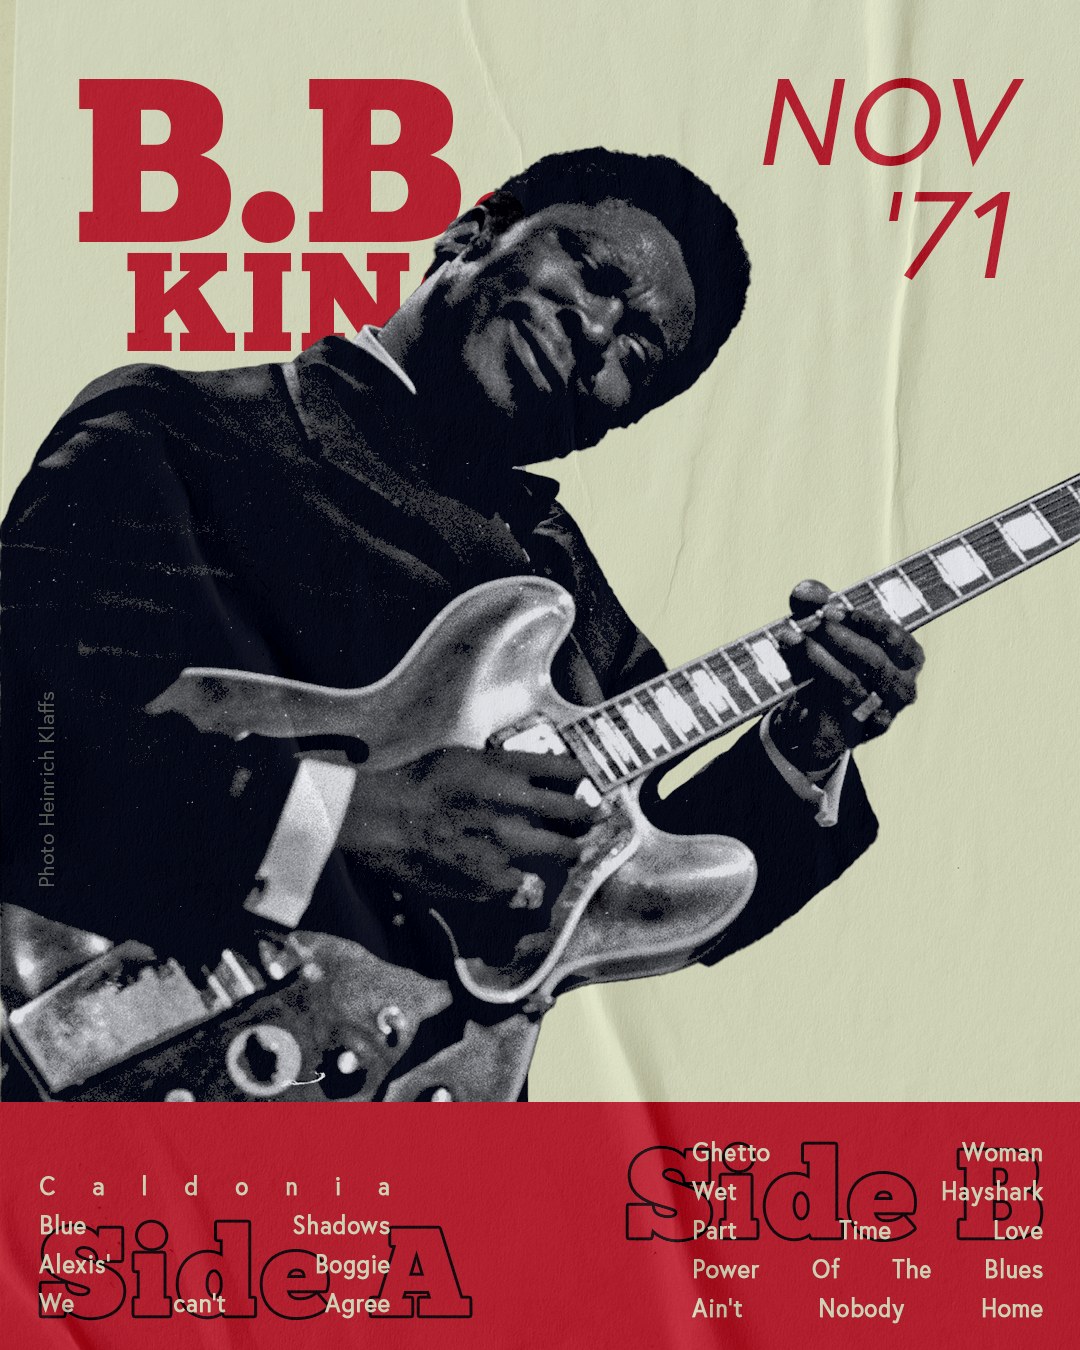 B.B.
KIN
NOV
'71
Photo Heinrich Klaffs
Side A
Caldonia
Blue Shadows
Alexis' Boggie
We can't Agree
Side B
Ghetto Woman
Wet Hayshark
Part Time Love
Power Of The Blues
Ain't Nobody Home